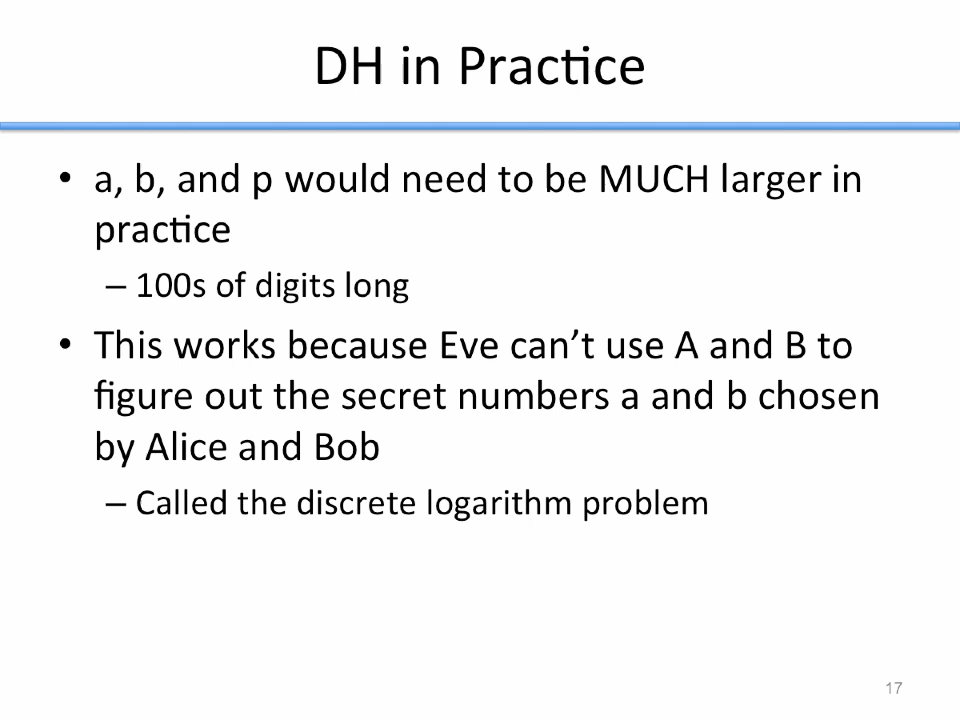 DH in Practice
• a, b, and p would need to be MUCH larger in
practice
– 100s of digits long
• This works because Eve can’t use A and B to
figure out the secret numbers a and b chosen
by Alice and Bob
– Called the discrete logarithm problem
17